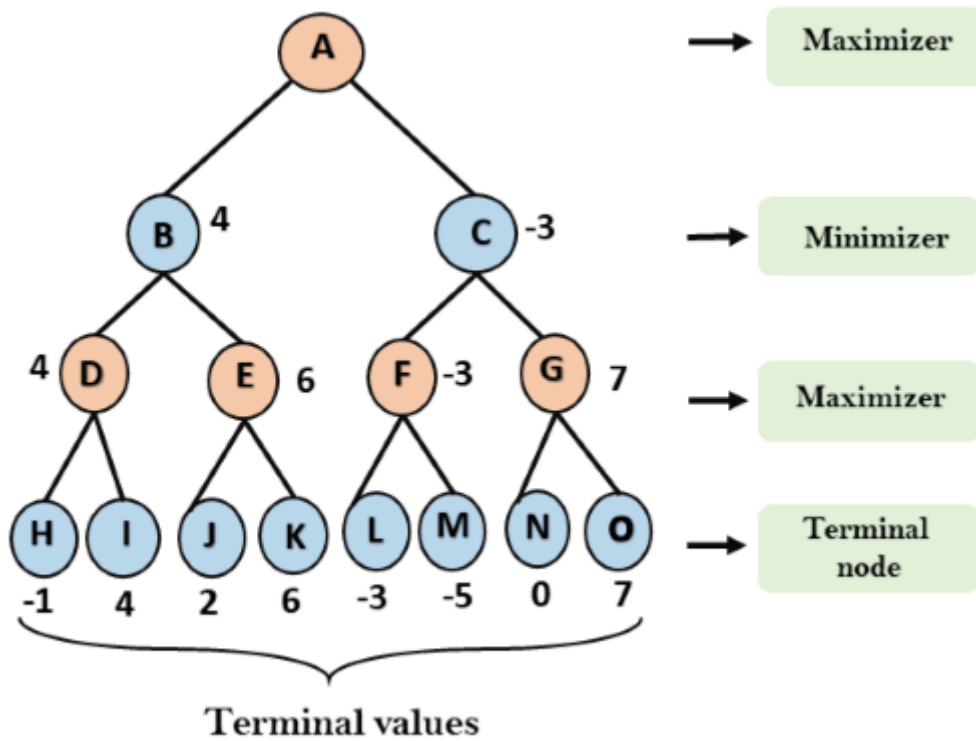 A
Maximizer
B 4
C -3
Minimizer
4 D
E 6
F -3
G 7
Maximizer
H I J K L M N O
Terminal
node
-1 4 2 6 -3 -5 0 7
Terminal values